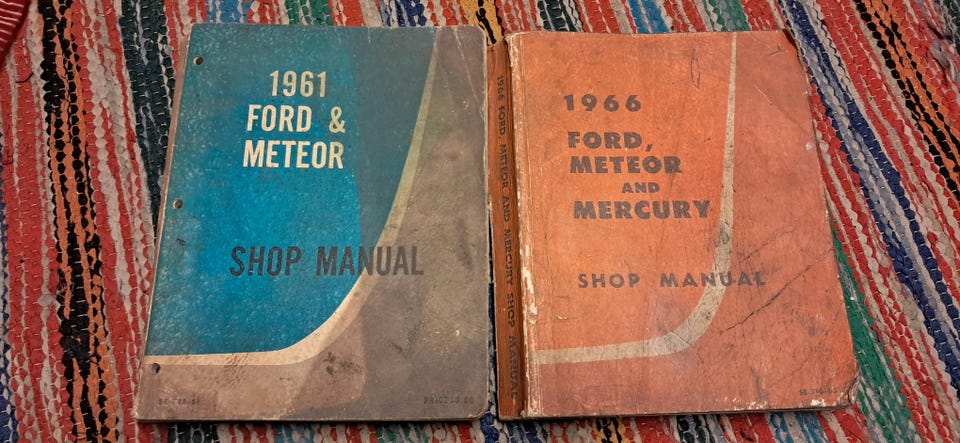 1961
FORD &
METEOR
SHOP MANUAL
1966 FORD METEOR AND MERCURY SHOP MANUAL
1966
FORD,
METEOR
AND
MERCURY
SHOP MANUAL